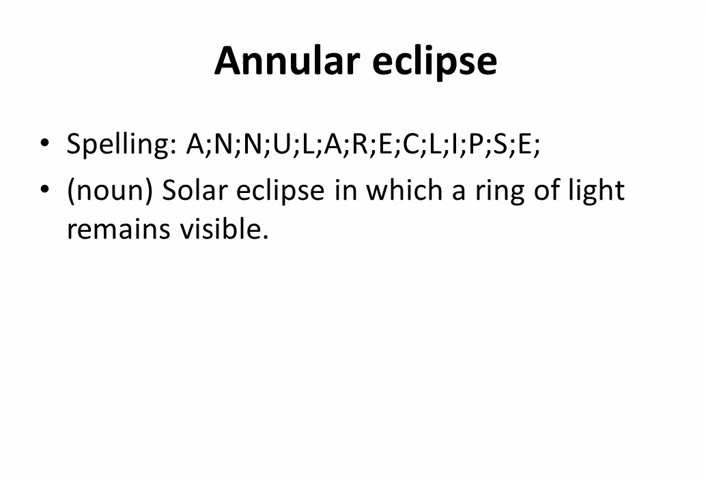 Annular eclipse
• Spelling: A;N;N;U;L;A;R;E;C;L;I;P;S;E;
• (noun) Solar eclipse in which a ring of light
remains visible.